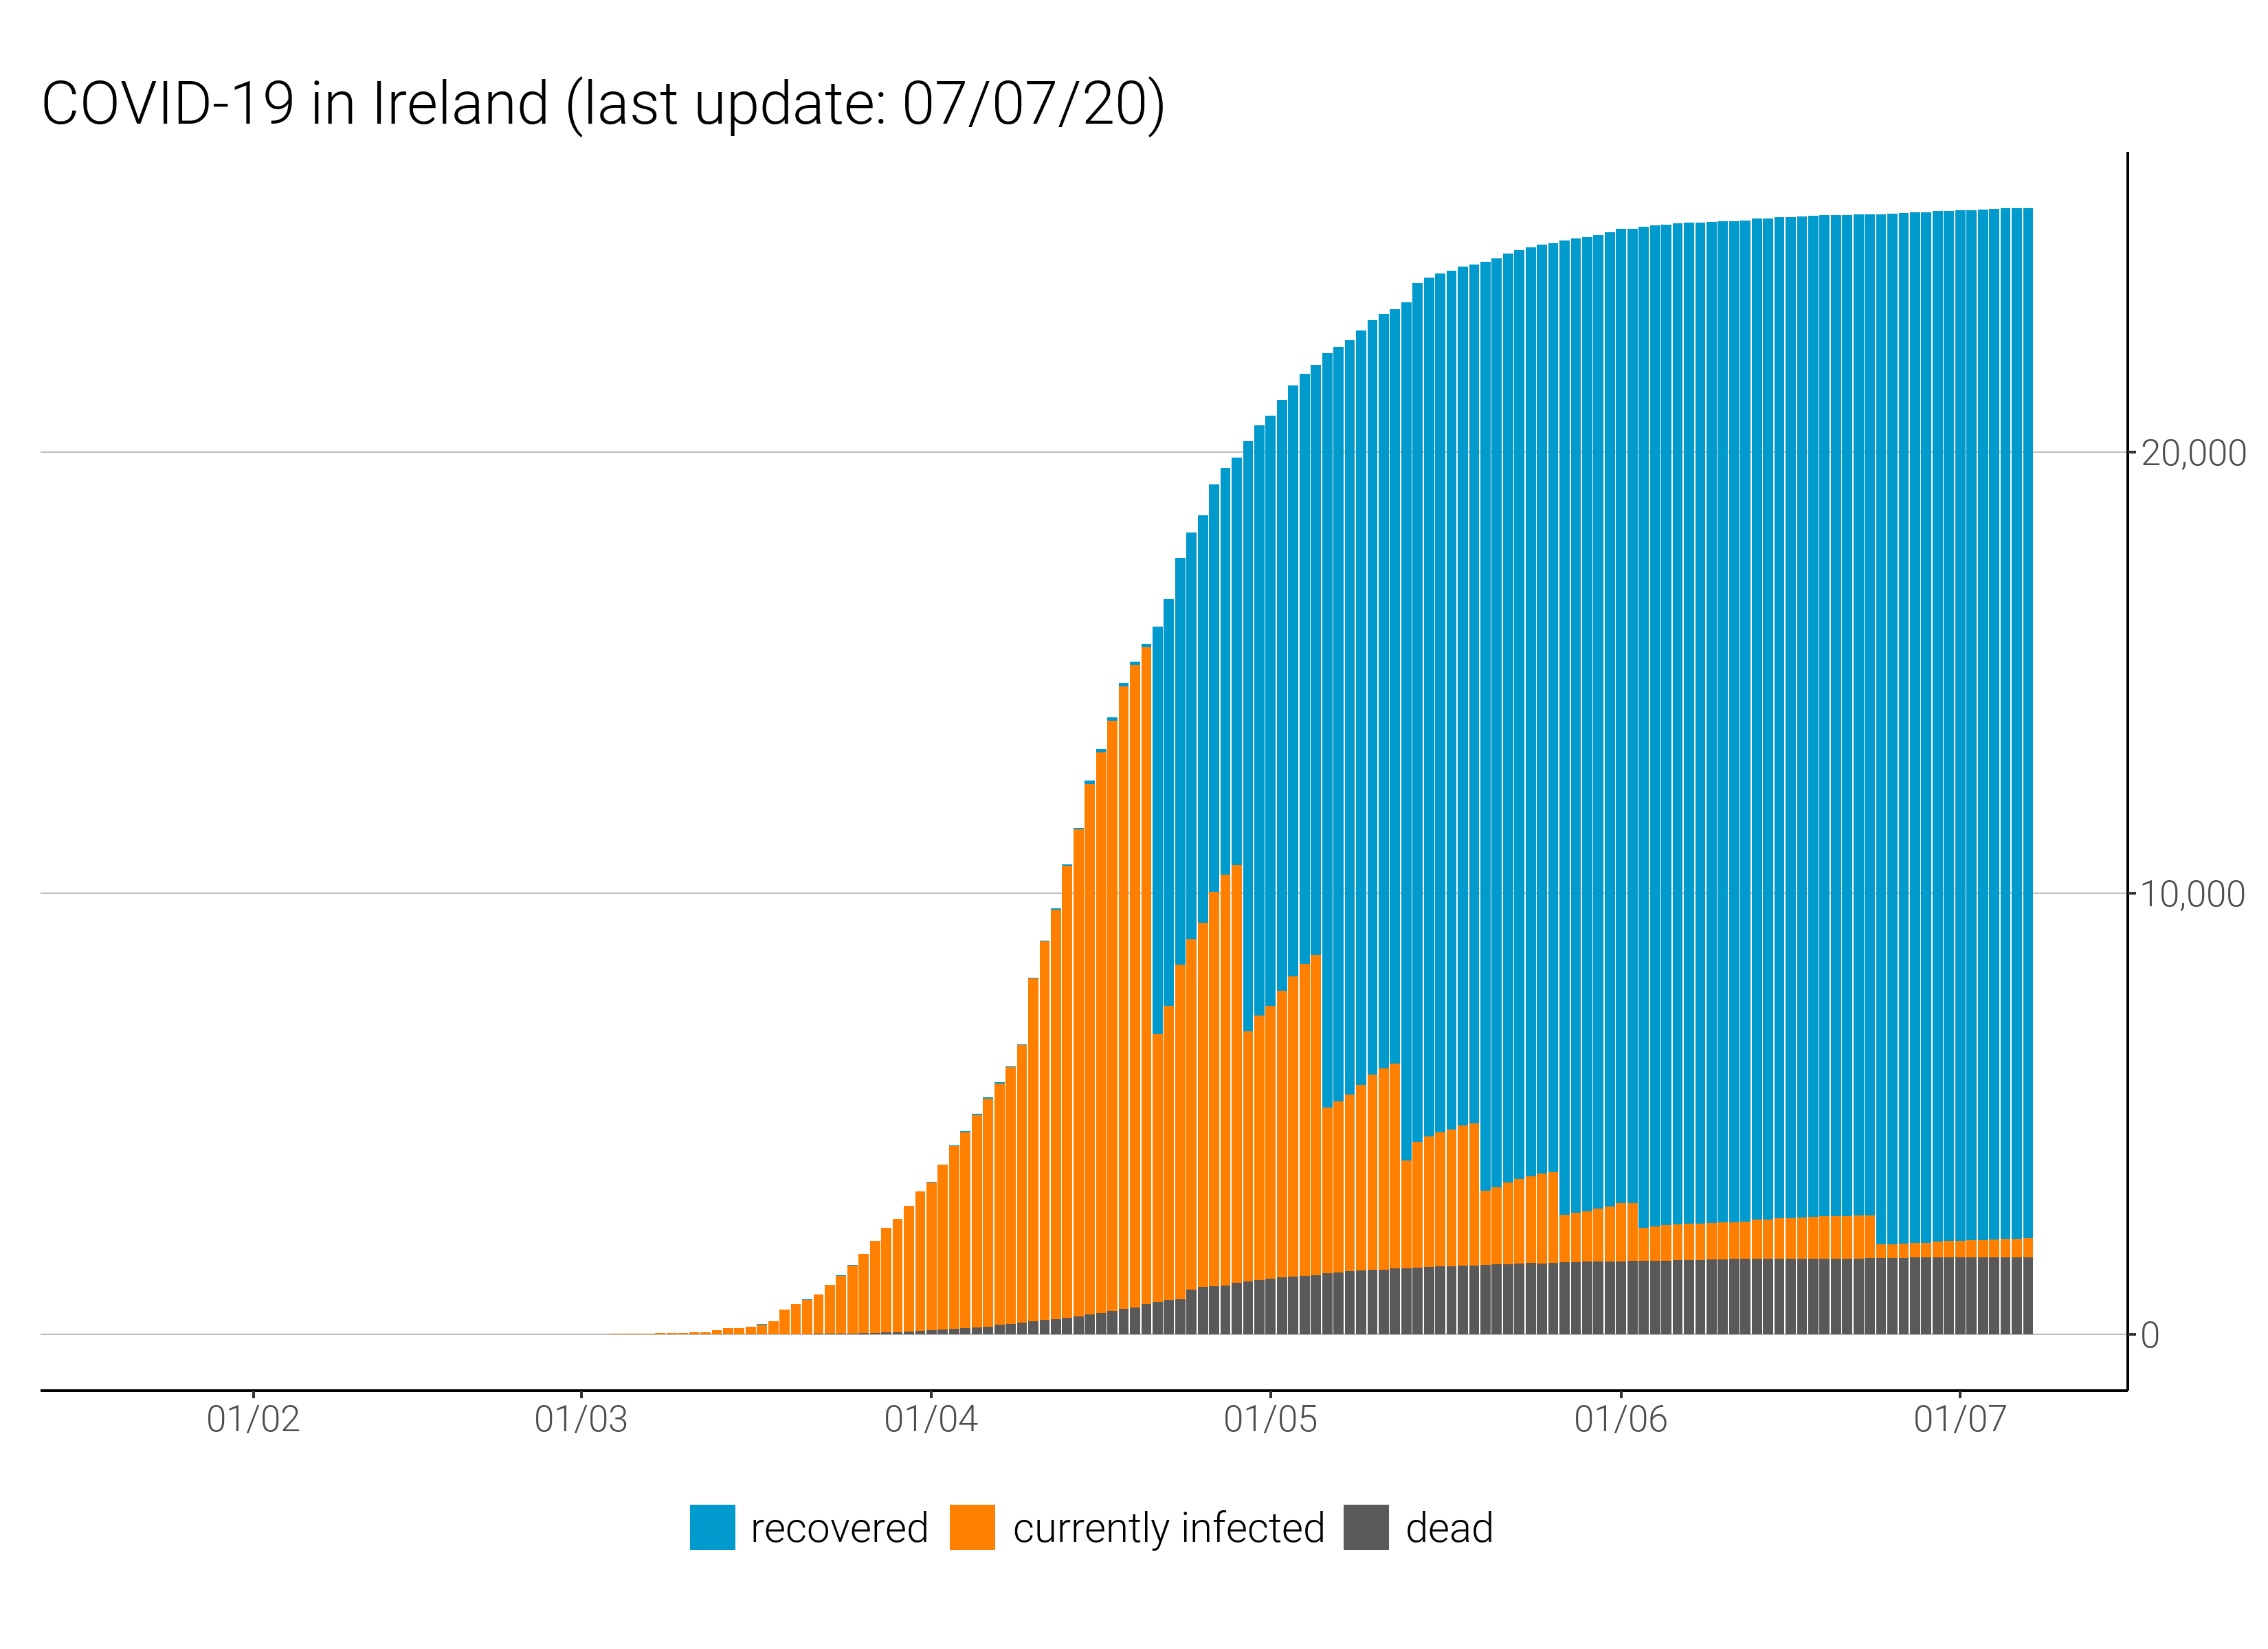 COVID-19 in Ireland (last update: 07/07/20)
20,000
10,000
0
01/02 01/03 01/04 01/05 01/06 01/07
recovered currently infected dead